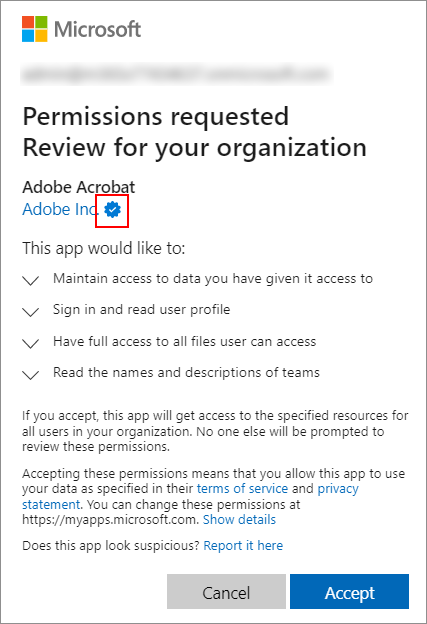 Microsoft
Permissions requested
Review for your organization
Adobe Acrobat
Adobe Inc.
This app would like to:
Maintain access to data you have given it access to
Sign in and read user profile
Have full access to all files user can access
Read the names and descriptions of teams
If you accept, this app will get access to the specified resources for
all users in your organization. No one else will be prompted to
review these permissions.
Accepting these permissions means that you allow this app to use
your data as specified in their terms of service and privacy
statement. You can change these permissions at
https://myapps.microsoft.com. Show details
Does this app look suspicious? Report it here
Cancel Accept